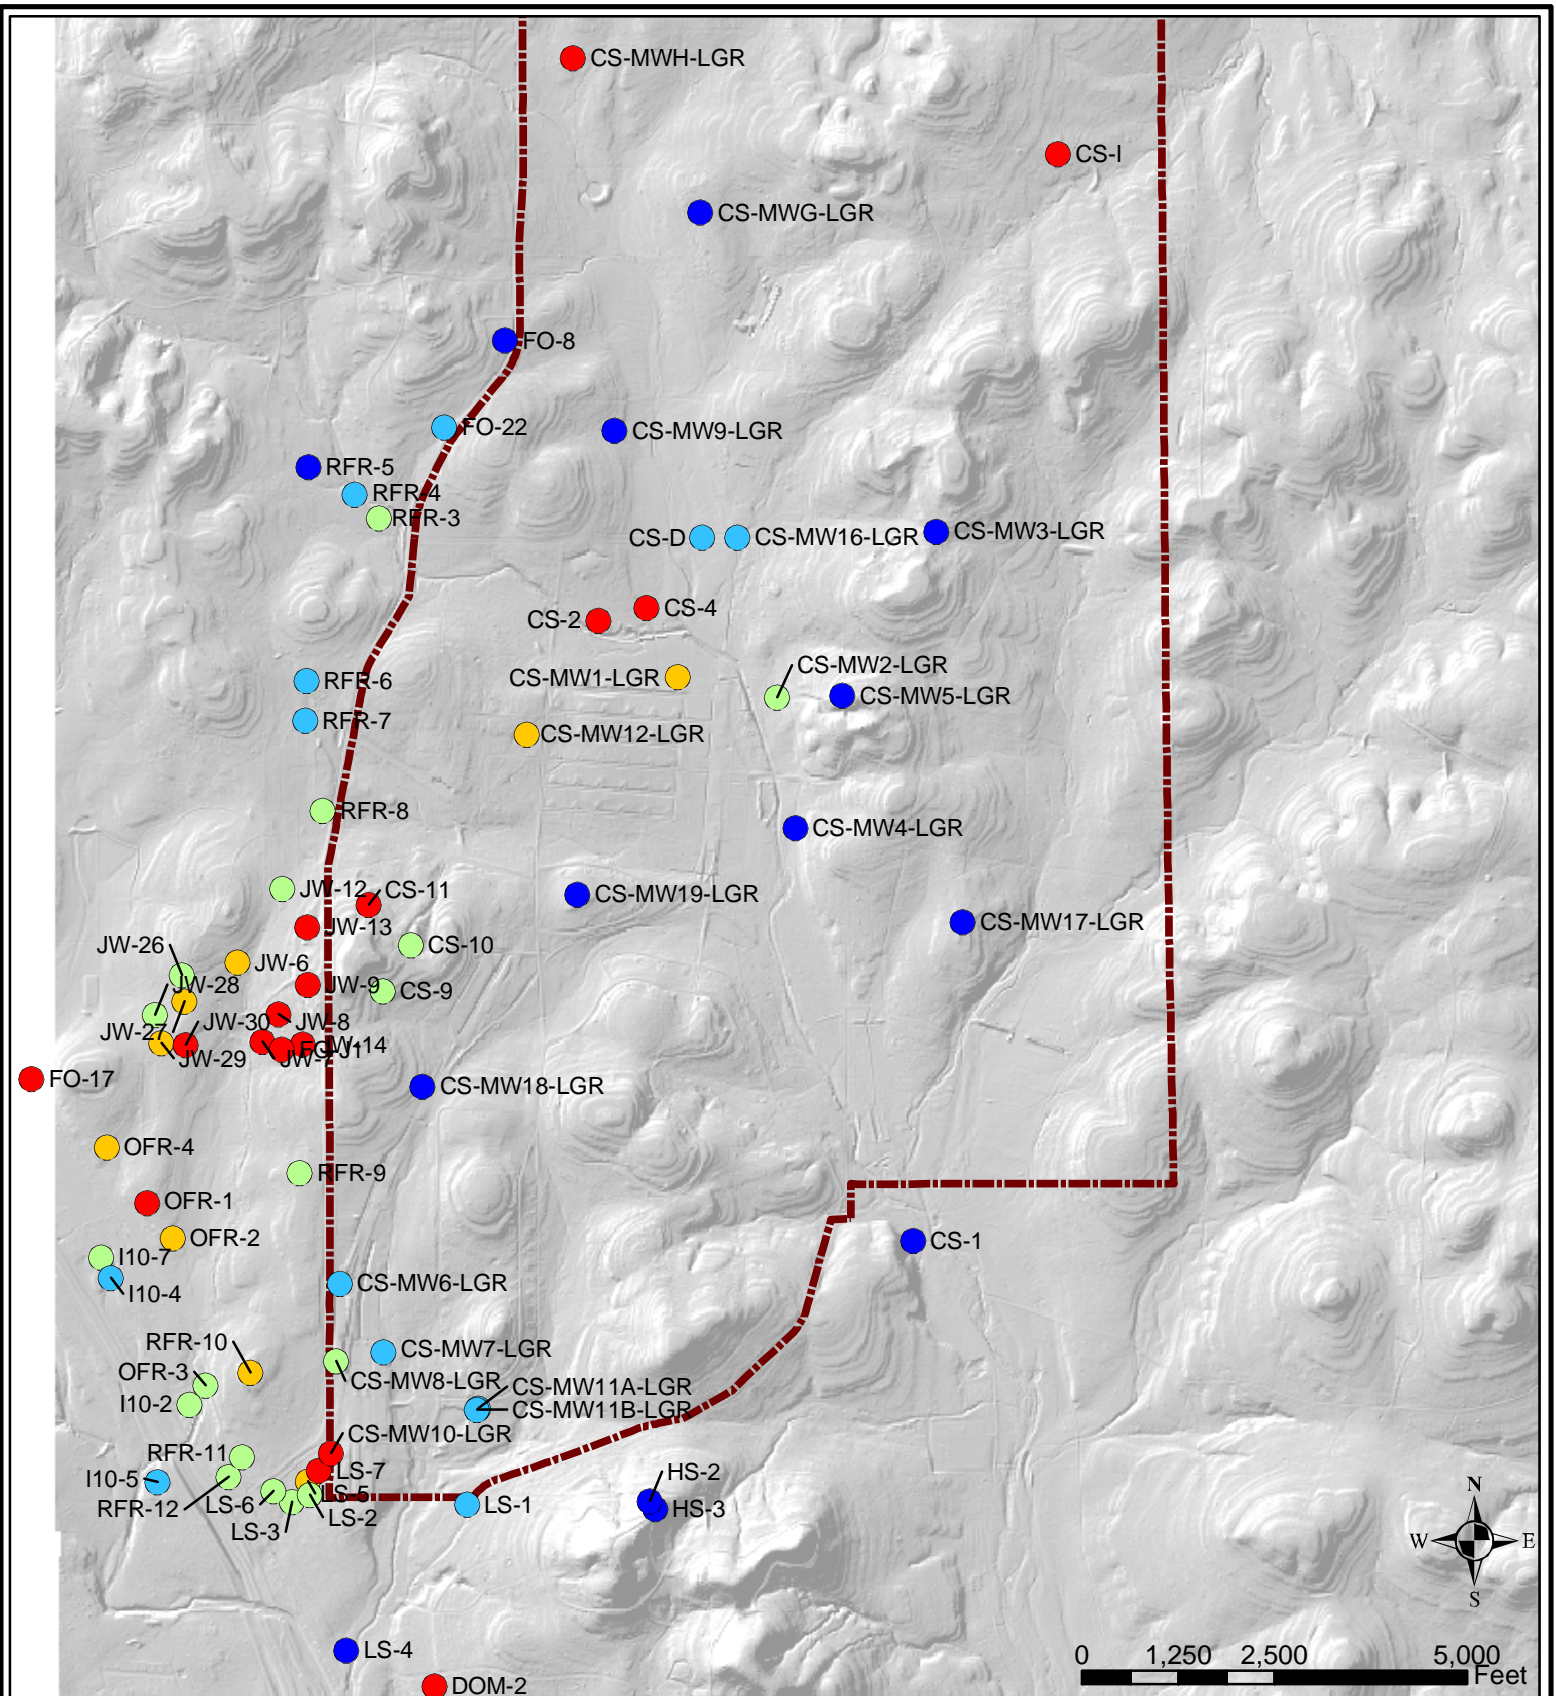 CS-MWH-LGR
CS-I
CS-MWG-LGR
FO-8
FO-22
CS-MW9-LGR
RFR-5
RFR-4
RFR-3
CS-D
CS-MW16-LGR
CS-MW3-LGR
CS-2
CS-4
CS-MW1-LGR
CS-MW2-LGR
CS-MW5-LGR
RFR-6
RFR-7
CS-MW12-LGR
RFR-8
CS-MW4-LGR
JW-12
CS-11
CS-MW19-LGR
CS-MW17-LGR
JW-13
CS-10
JW-26
JW-6
JW-28
JW-9
CS-9
JW-27
JW-30
JW-8
JW-29
JW-14
FO-17
CS-MW18-LGR
OFR-4
RFR-9
OFR-1
OFR-2
I10-7
I10-4
CS-1
CS-MW6-LGR
RFR-10
CS-MW7-LGR
OFR-3
CS-MW8-LGR
CS-MW11A-LGR
I10-2
CS-MW11B-LGR
CS-MW10-LGR
RFR-11
LS-7
I10-5
LS-5
RFR-12
LS-6
LS-1
LS-2
LS-3
HS-2
HS-3
N
W
E
S
LS-4
0 1,250 2,500 5,000
Feet
DOM-2